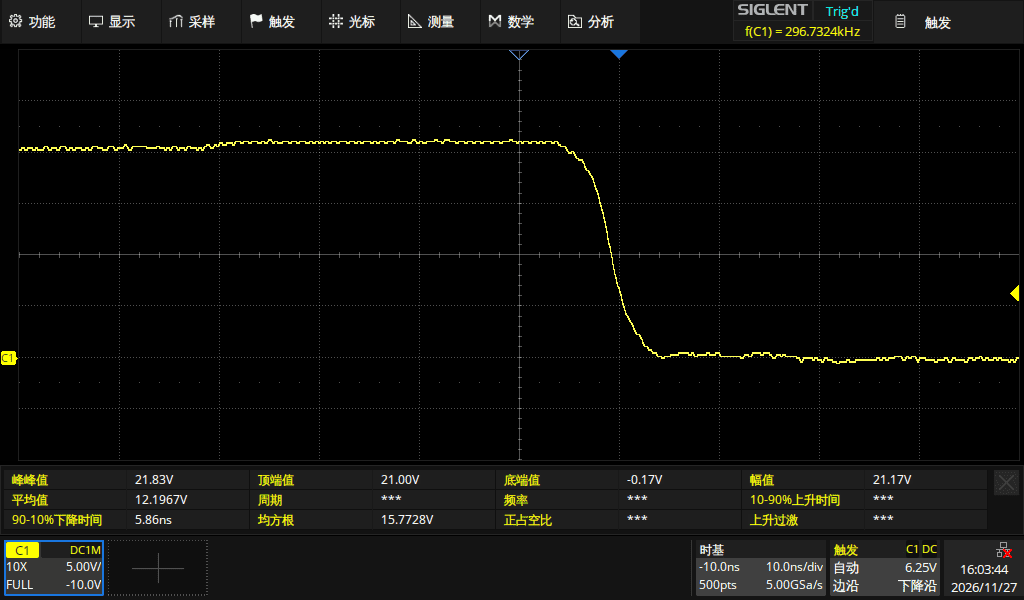 功能 显示 采样 触发 光标 测量 数学 分析 SIGLENT Trig'd 触发
f(C1) = 296.7324kHz
C1
峰峰值 21.83V 顶端值 21.00V 底端值 -0.17V 幅值 21.17V
平均值 12.1967V 周期 *** 频率 *** 10-90%上升时间 ***
90-10%下降时间 5.86ns 均方根 15.7728V 正占空比 *** 上升过激 ***
C1 DC1M 时基 触发 C1 DC
10X 5.00V/ -10.0ns 10.0ns/div 自动 6.25V 16:03:44
FULL -10.0V 500pts 5.00GSa/s 边沿 下降沿 2026/11/27